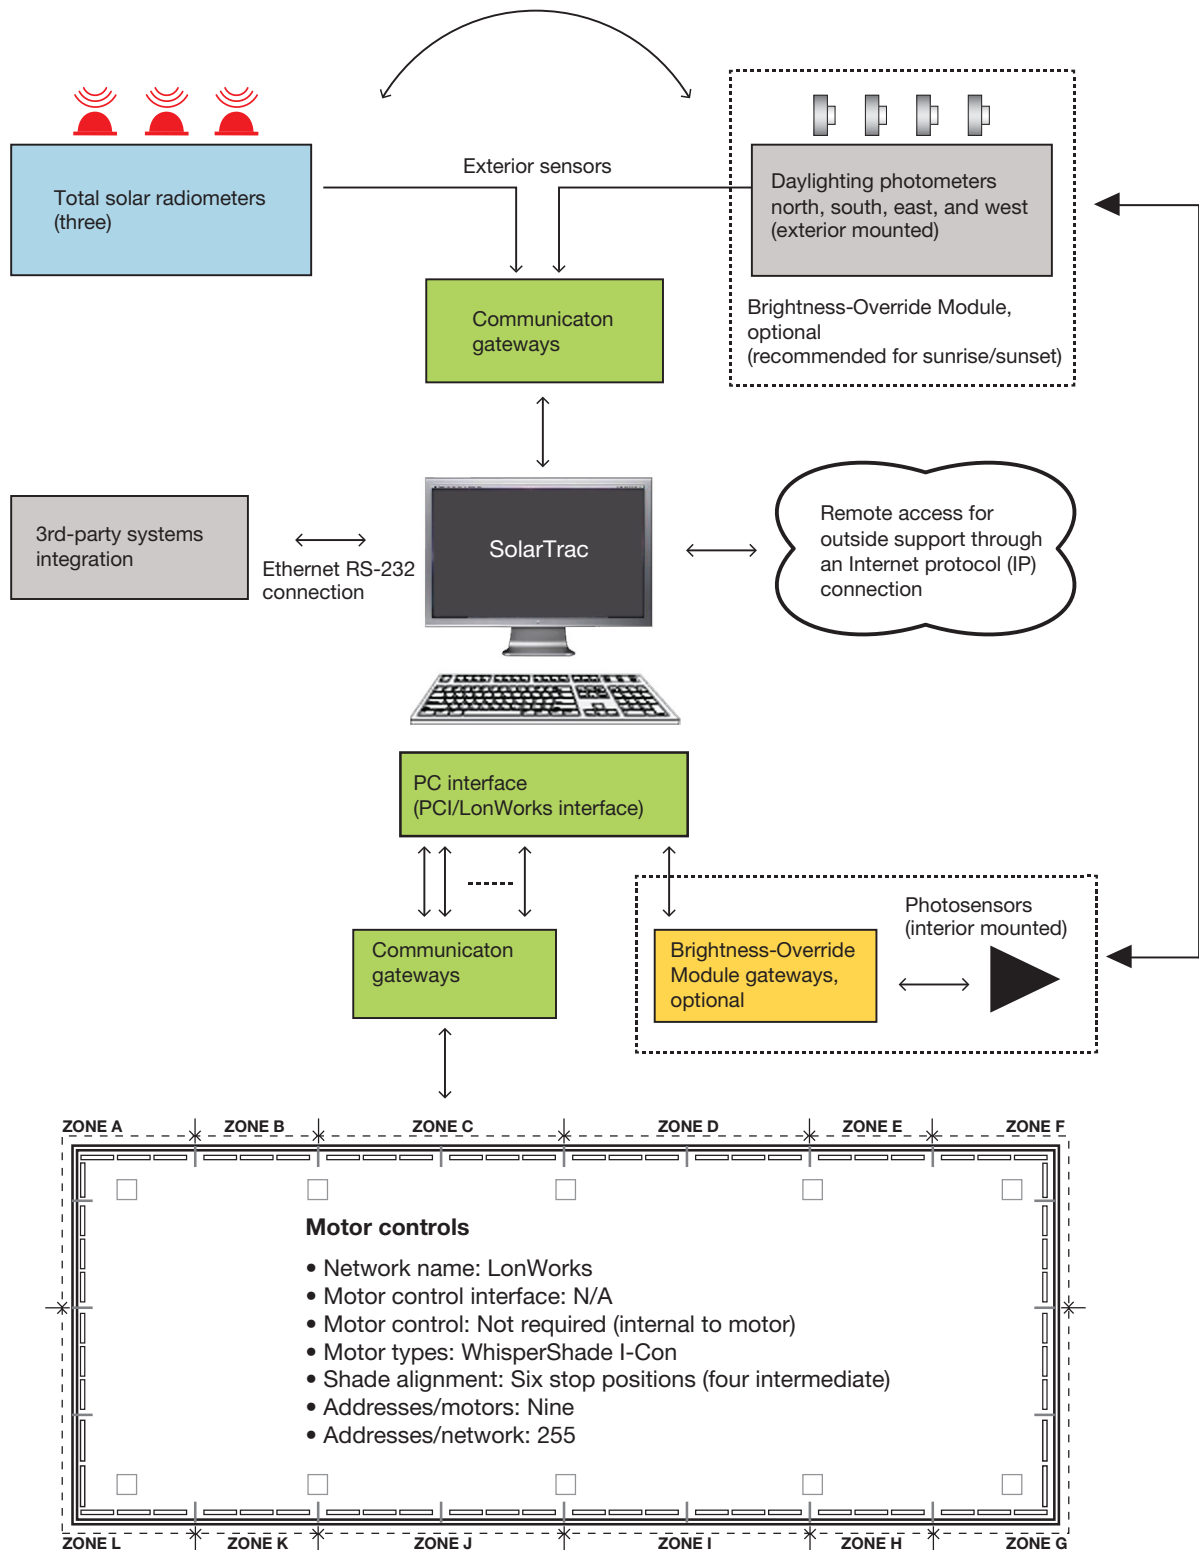 Exterior sensors
Total solar radiometers
(three)
Daylighting photometers
north, south, east, and west
(exterior mounted)
Brightness-Override Module,
optional
(recommended for sunrise/sunset)
Communicaton
gateways
3rd-party systems
integration
Ethernet RS-232
connection
SolarTrac
Remote access for
outside support through
an Internet protocol (IP)
connection
PC interface
(PCI/LonWorks interface)
Communicaton
gateways
Brightness-Override
Module gateways,
optional
Photosensors
(interior mounted)
ZONE A
ZONE B
ZONE C
ZONE D
ZONE E
ZONE F
Motor controls
• Network name: LonWorks
• Motor control interface: N/A
• Motor control: Not required (internal to motor)
• Motor types: WhisperShade I-Con
• Shade alignment: Six stop positions (four intermediate)
• Addresses/motors: Nine
• Addresses/network: 255
ZONE L
ZONE K
ZONE J
ZONE I
ZONE H
ZONE G